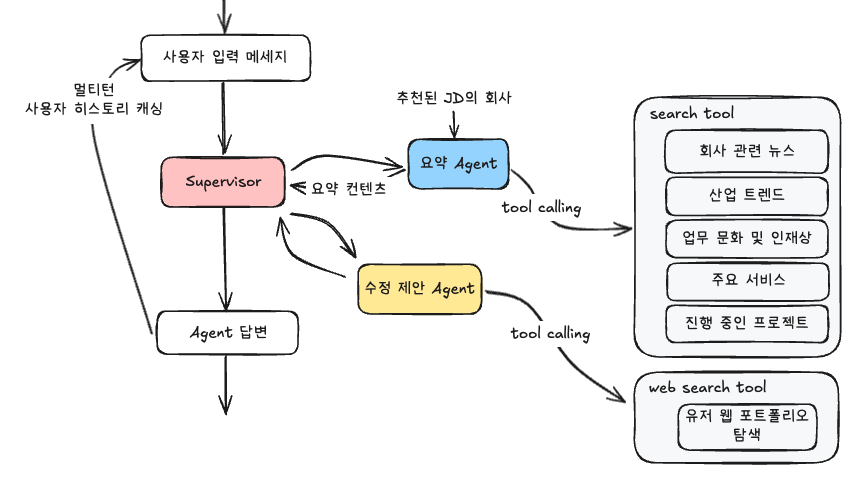 사용자 입력 메세지
멀티턴
사용자 히스토리 캐싱
추천된 JD의 회사
search tool
회사 관련 뉴스
요약 Agent
Supervisor
요약 컨텐츠
산업 트렌드
tool calling
업무 문화 및 인재상
주요 서비스
수정 제안 Agent
진행 중인 프로젝트
Agent 답변
tool calling
web search tool
유저 웹 포트폴리오
탐색